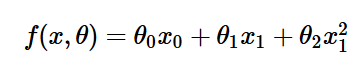 f(x, θ) = θ₀x₀ + θ₁x₁ + θ₂x₁²